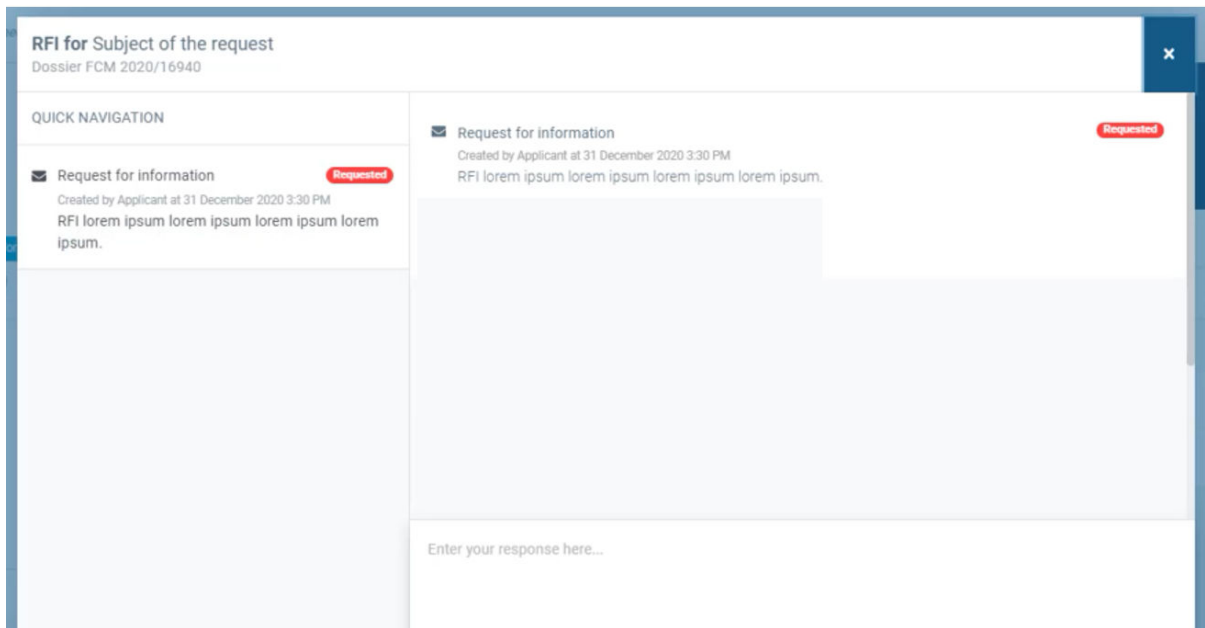 RFI for Subject of the request
Dossier FCM 2020/16940
×
QUICK NAVIGATION
Request for information
Requested
Created by Applicant at 31 December 2020 3:30 PM
RFI lorem ipsum lorem ipsum lorem ipsum lorem
ipsum.
Request for information
Requested
Created by Applicant at 31 December 2020 3:30 PM
RFI lorem ipsum lorem ipsum lorem ipsum lorem ipsum.
Enter your response here...